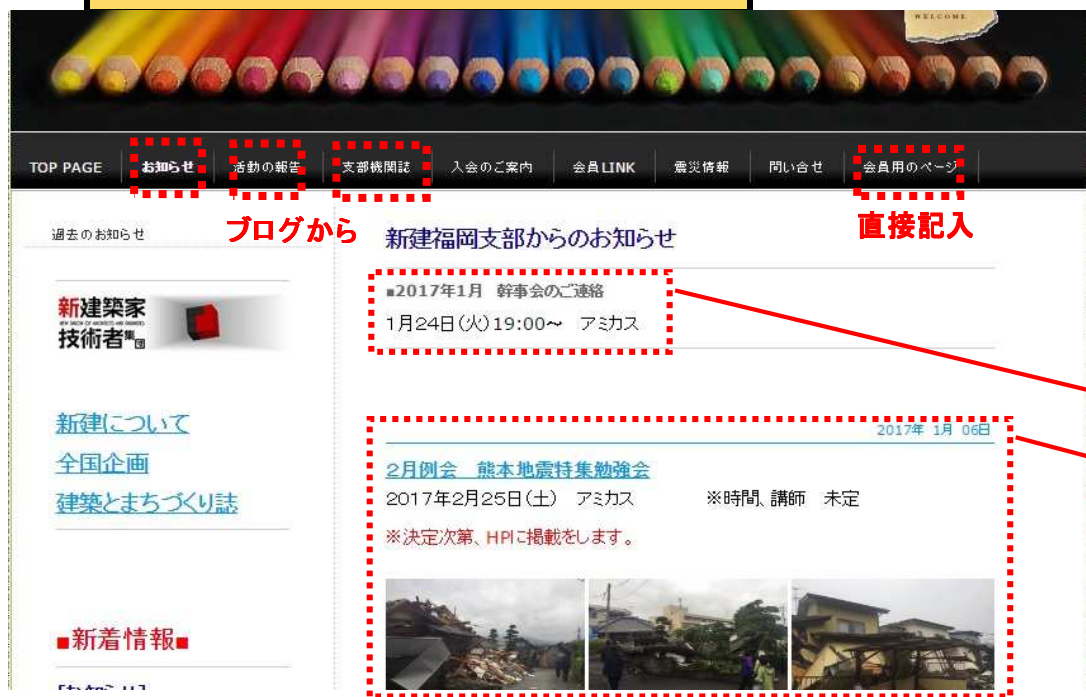 WELCOME
TOP PAGE お知らせ 活動の報告 支部機関誌 入会のご案内 会員LINK 震災情報 問い合せ 会員用のページ
ブログから
直接記入
過去のお知らせ
新建福岡支部からのお知らせ
■2017年1月 幹事会のご連絡
1月24日(火)19:00~ アミカス
新建築家
技術者集団
新建について
全国企画
建築とまちづくり誌
2017年 1月 06日
2月例会 熊本地震特集勉強会
2017年2月25日(土) アミカス ※時間、講師 未定
※決定次第、HPに掲載をします。
■新着情報■